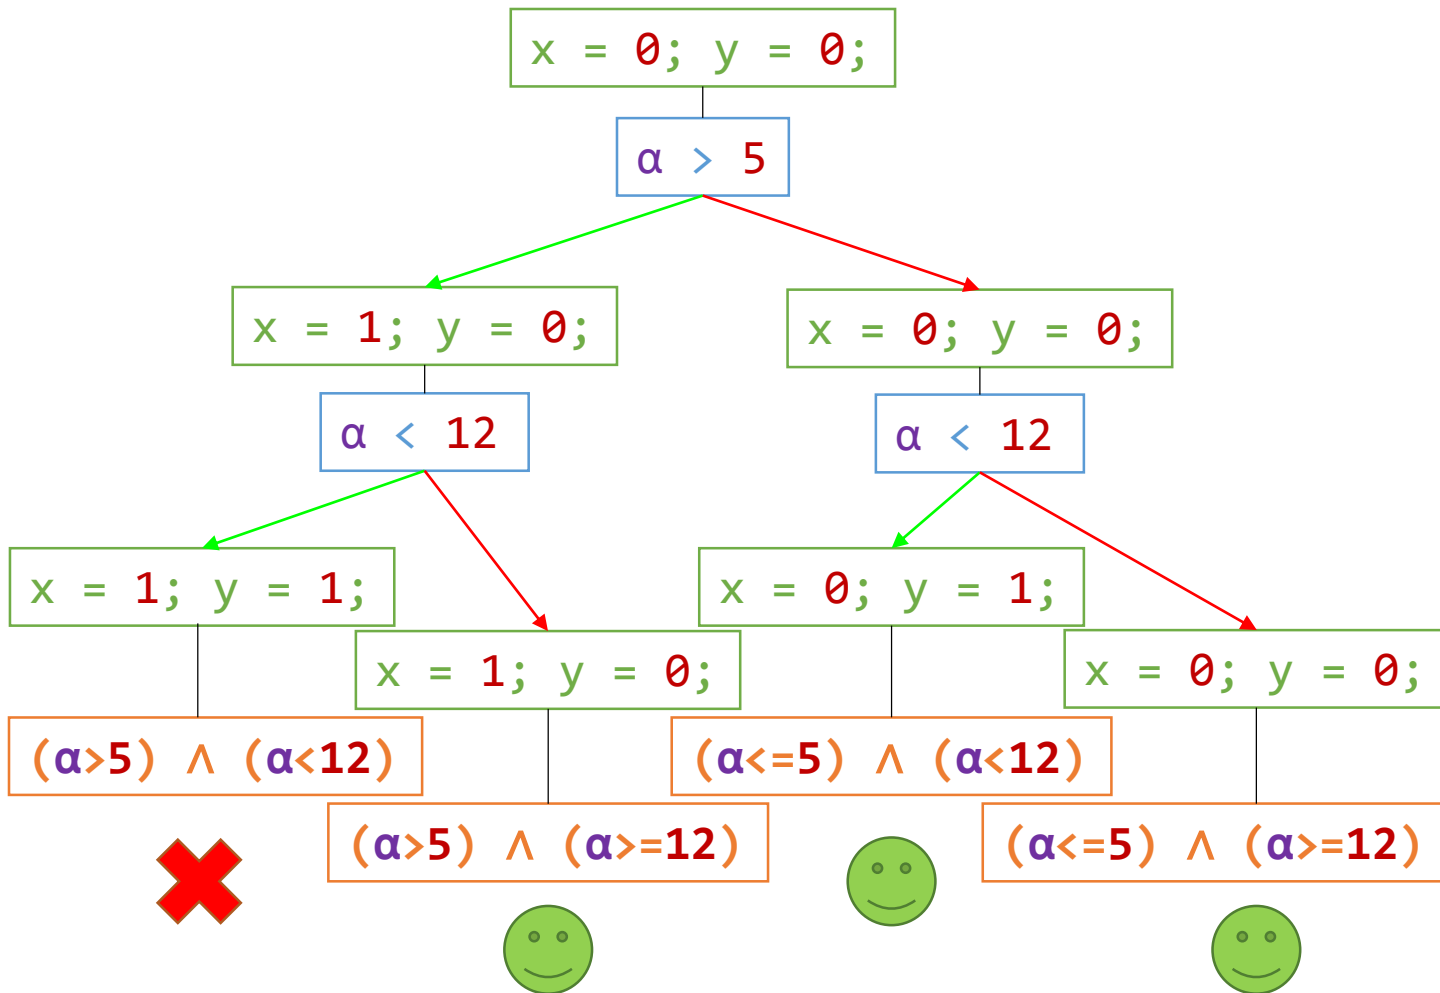 x = 0; y = 0;
α > 5
x = 1; y = 0;
x = 0; y = 0;
α < 12
α < 12
x = 1; y = 1;
x = 1; y = 0;
x = 0; y = 1;
x = 0; y = 0;
(α>5) ∧ (α<12)
(α>5) ∧ (α>=12)
(α<=5) ∧ (α<12)
(α<=5) ∧ (α>=12)